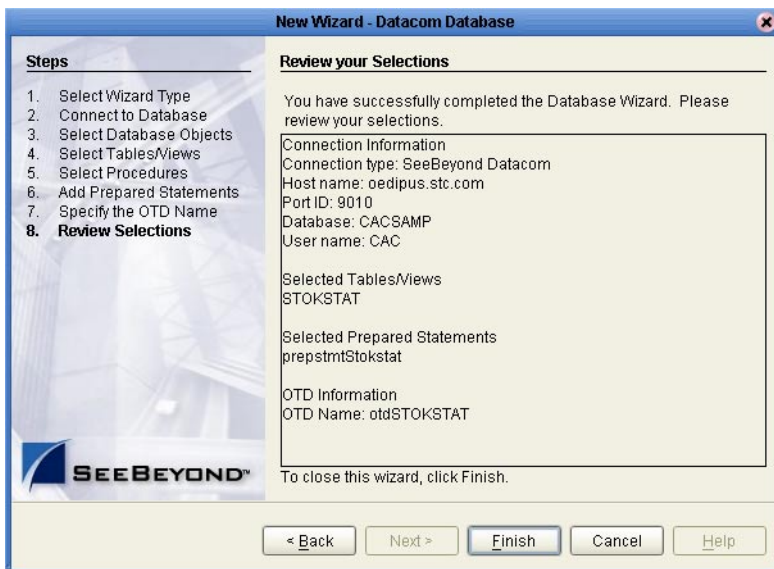 New Wizard - Datacom Database
Steps
1. Select Wizard Type
2. Connect to Database
3. Select Database Objects
4. Select Tables/Views
5. Select Procedures
6. Add Prepared Statements
7. Specify the OTD Name
8. Review Selections
SEEBEYOND™
Review your Selections
You have successfully completed the Database Wizard. Please
review your selections.
Connection Information
Connection type: SeeBeyond Datacom
Host name: oedipus.stc.com
Port ID: 9010
Database: CACSAMP
User name: CAC
Selected Tables/Views
STOKSTAT
Selected Prepared Statements
prepstmtStokstat
OTD Information
OTD Name: otdSTOKSTAT
To close this wizard, click Finish.
< Back
Next >
Finish
Cancel
Help